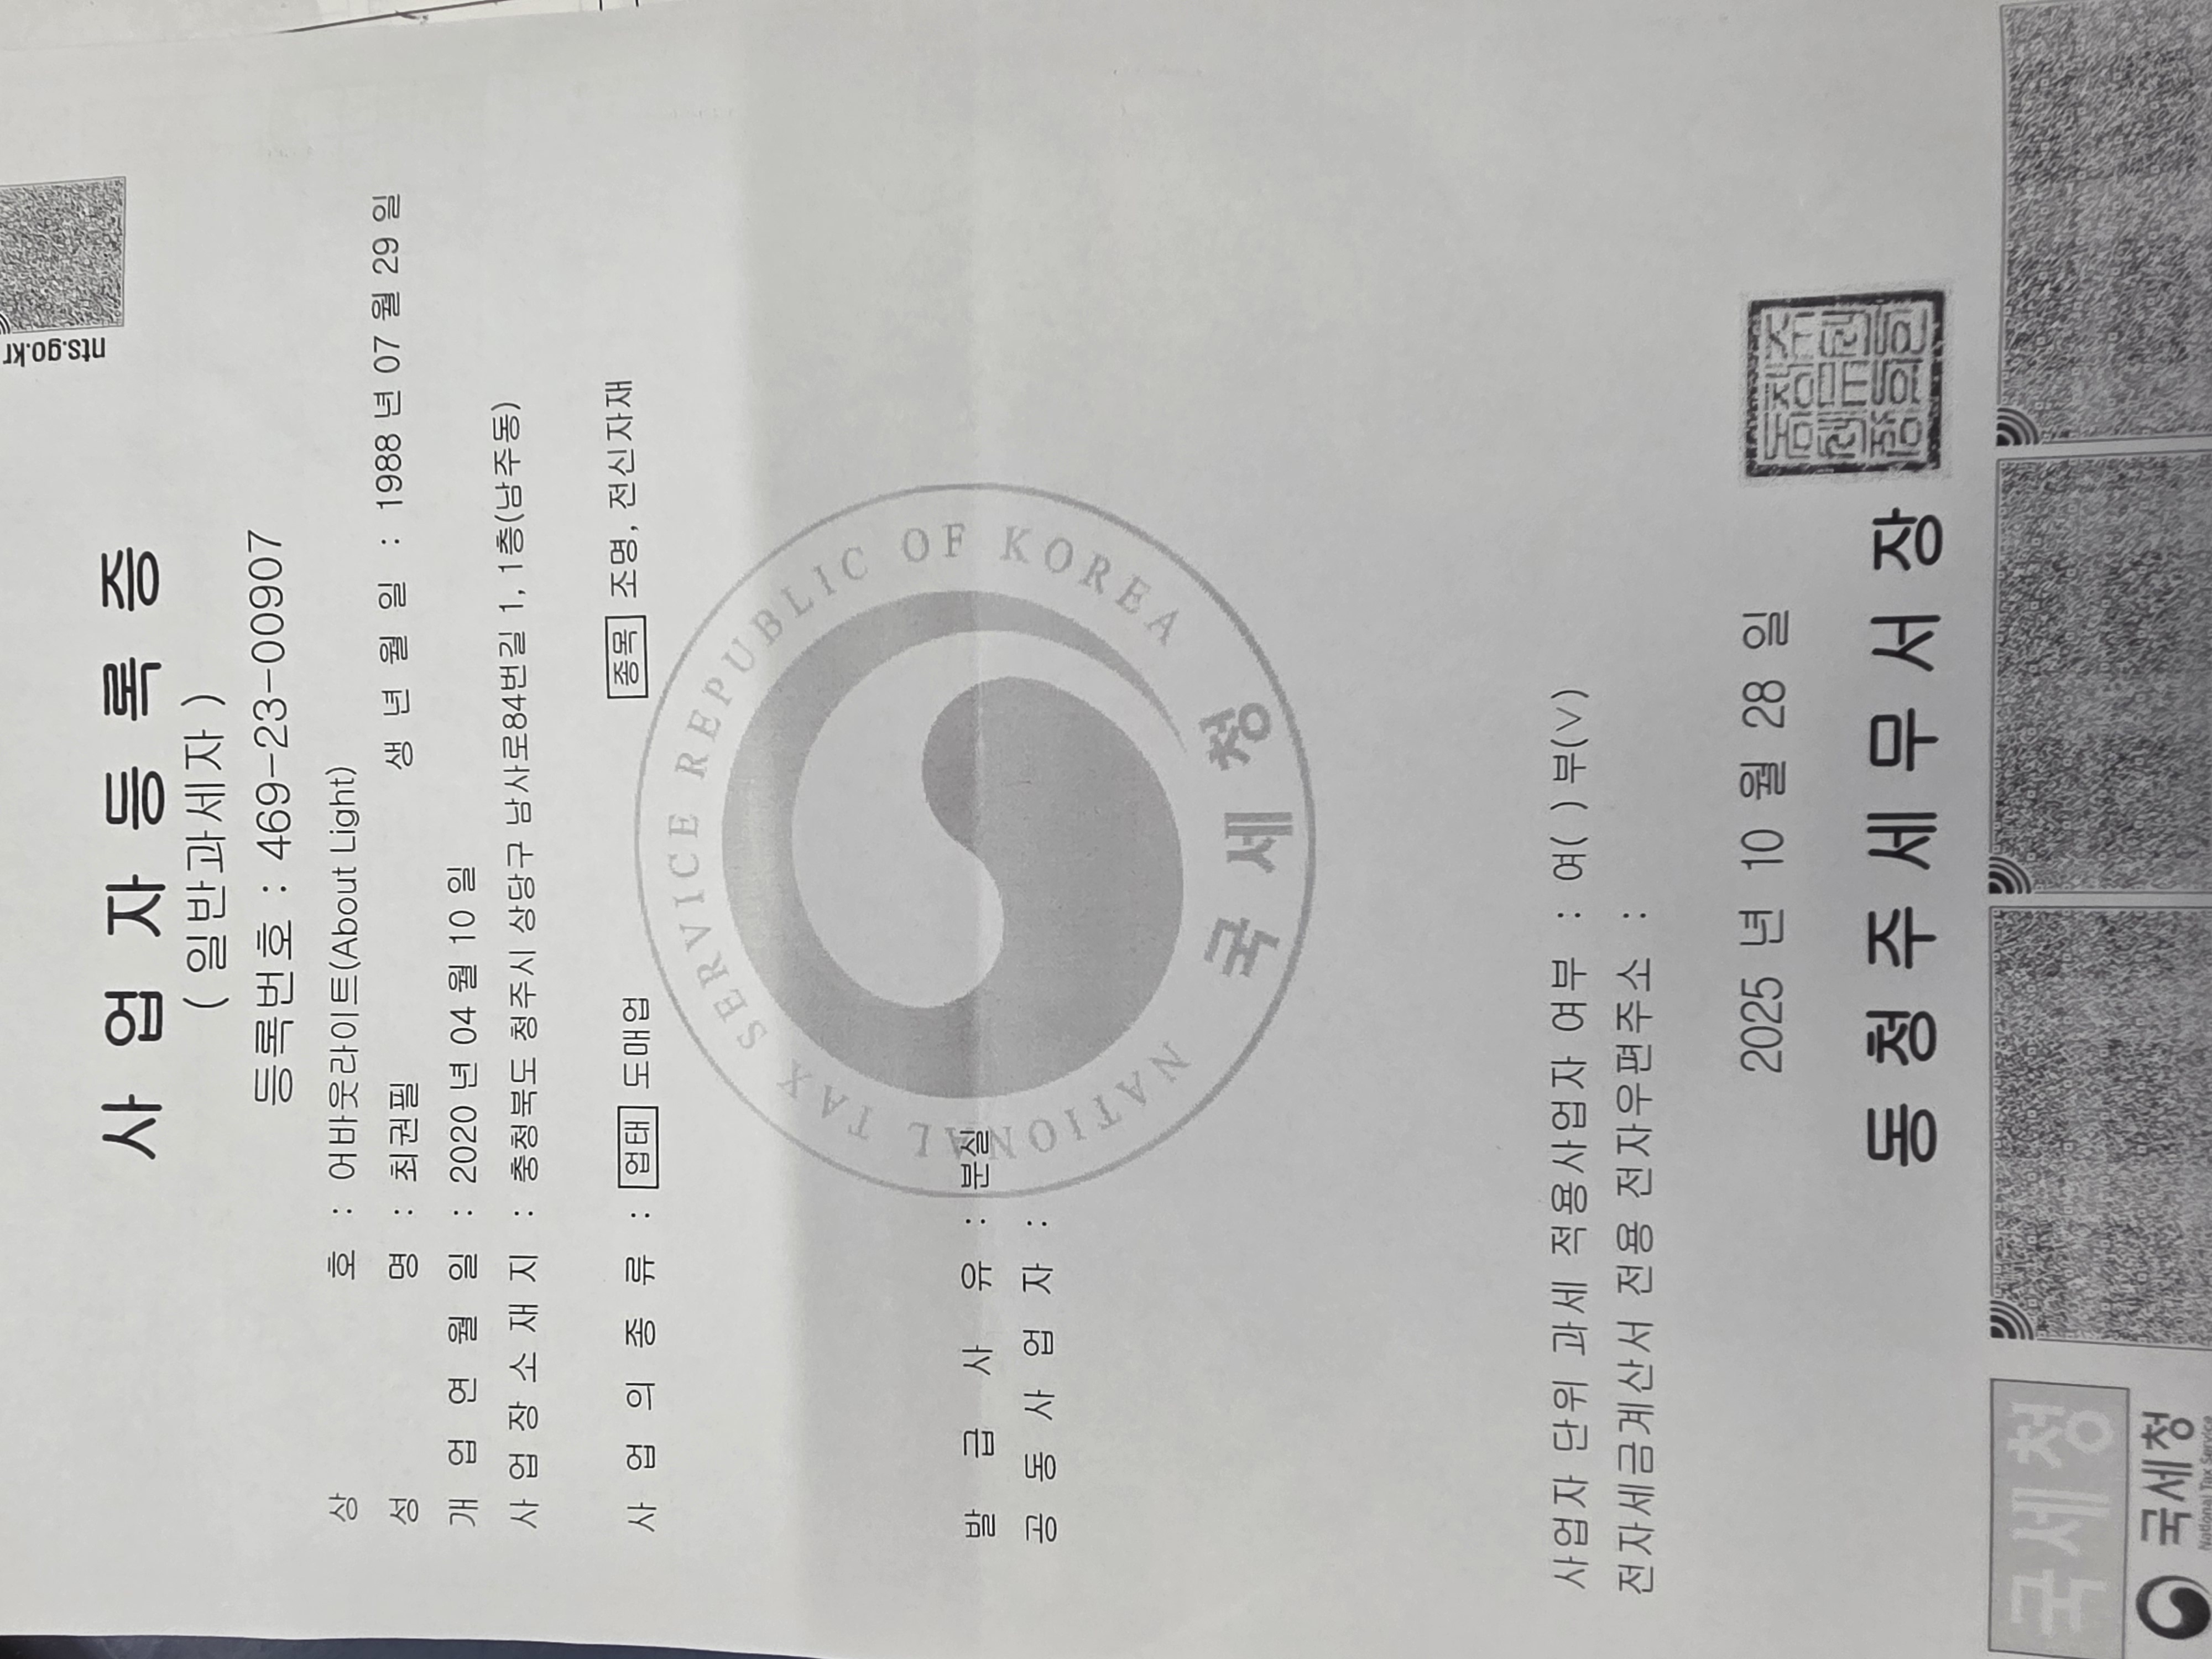 nts.go.kr
사업자등록증
( 일반과세자 )
등록번호 : 469-23-00907
상 호 : 어바웃라이트(About Light)
성 명 : 최권필 생 년 월 일 : 1988 년 07 월 29 일
개 업 연 월 일 : 2020 년 04 월 10 일
사 업 장 소 재 지 : 충청북도 청주시 상당구 남사로84번길 1, 1층(남주동)
사 업 의 종 류 : 업태 도매업 종목 조명, 전신자재
NATIONAL TAX SERVICE REPUBLIC OF KOREA
국세청
발 급 사 유 : 분실
공 동 사 업 자 :
사업자 단위 과세 적용사업자 여부 : 여( ) 부(∨)
전자세금계산서 전용 전자우편주소 :
2025 년 10 월 28 일
동청주세무서장
국세청
국세청
National Tax Service